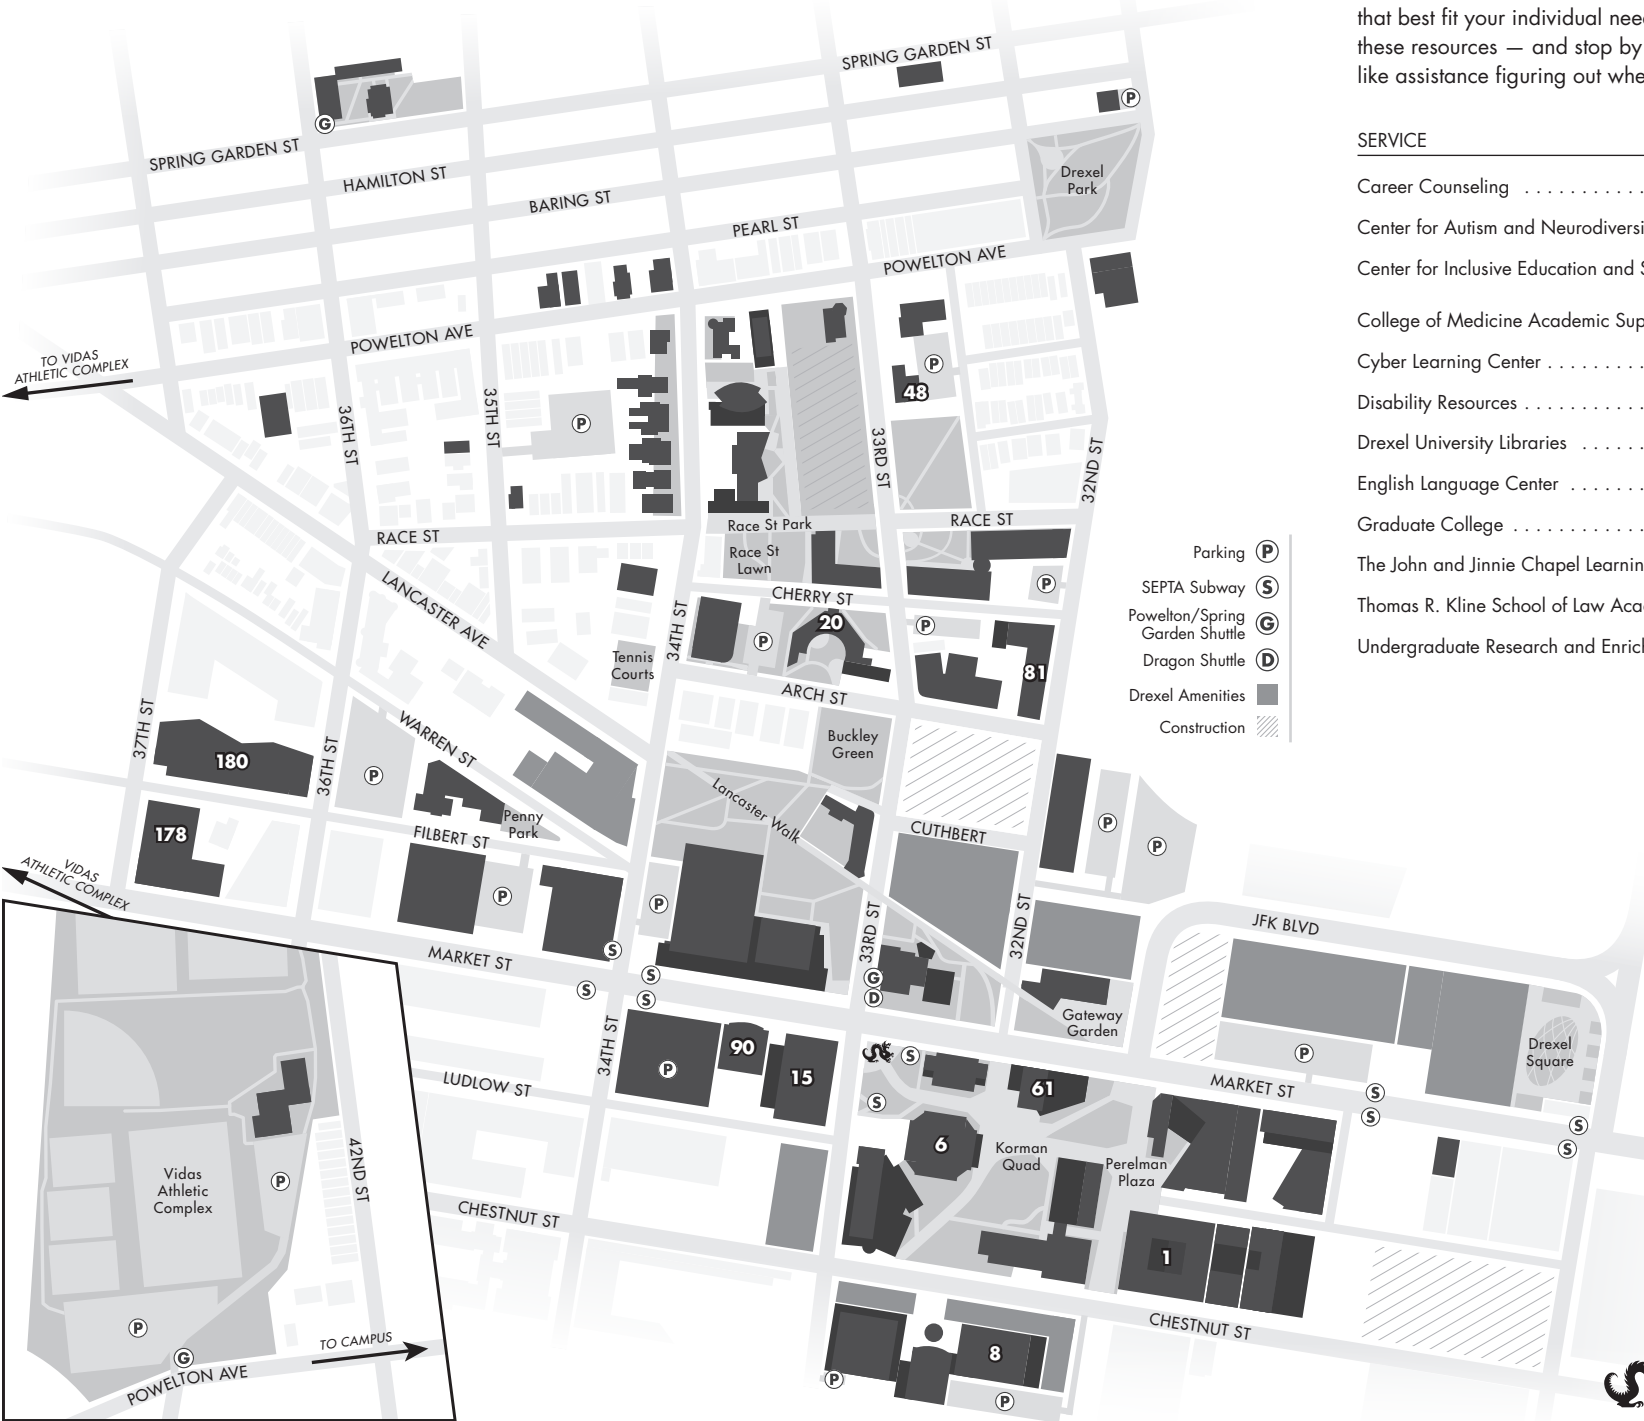 that best fit your individual
these resources — and stop by
like assistance figuring out
SERVICE
Career Counseling . . . . . . . . . . .
Center for Autism and
Center for Inclusive Education and
College of Medicine Academic
Cyber Learning Center . . . . . . . . .
Disability Resources . . . . . . . . . . .
Drexel University Libraries . . . . . .
English Language Center . . . . . . .
Graduate College . . . . . . . . . . . .
The John and Jinnie Chapel
Thomas R. Kline School of Law
Undergraduate Research and
SPRING GARDEN ST
P
Drexel
Park
G
SPRING GARDEN ST
HAMILTON ST
BARING ST
PEARL ST
POWELTON AVE
POWELTON AVE
TO VIDAS
ATHLETIC COMPLEX
P
48
36TH ST
35TH ST
P
33RD ST
32ND ST
RACE ST
Race St Park
RACE ST
Race St
Lawn
P
LANCASTER AVE
CHERRY ST
34TH ST
20
P
P
81
Tennis
Courts
ARCH ST
Parking P
SEPTA Subway S
Powelton/Spring
Garden Shuttle G
Dragon Shuttle D
Drexel Amenities
Construction
37TH ST
180
36TH ST
P
WARREN ST
Buckley
Green
Lancaster Walk
Penny
Park
178
FILBERT ST
CUTHBERT
P
P
VIDAS
ATHLETIC COMPLEX
P
P
33RD ST
32ND ST
JFK BLVD
MARKET ST
S
S
S
S
G
D
Gateway
Garden
34TH ST
P
90
15
S
S
61
P
Drexel
Square
MARKET ST
S
S
S
S
LUDLOW ST
6
Korman
Quad
Perelman
Plaza
CHESTNUT ST
1
CHESTNUT ST
8
P
P
42ND ST
Vidas
Athletic
Complex
P
P
G
TO CAMPUS
POWELTON AVE